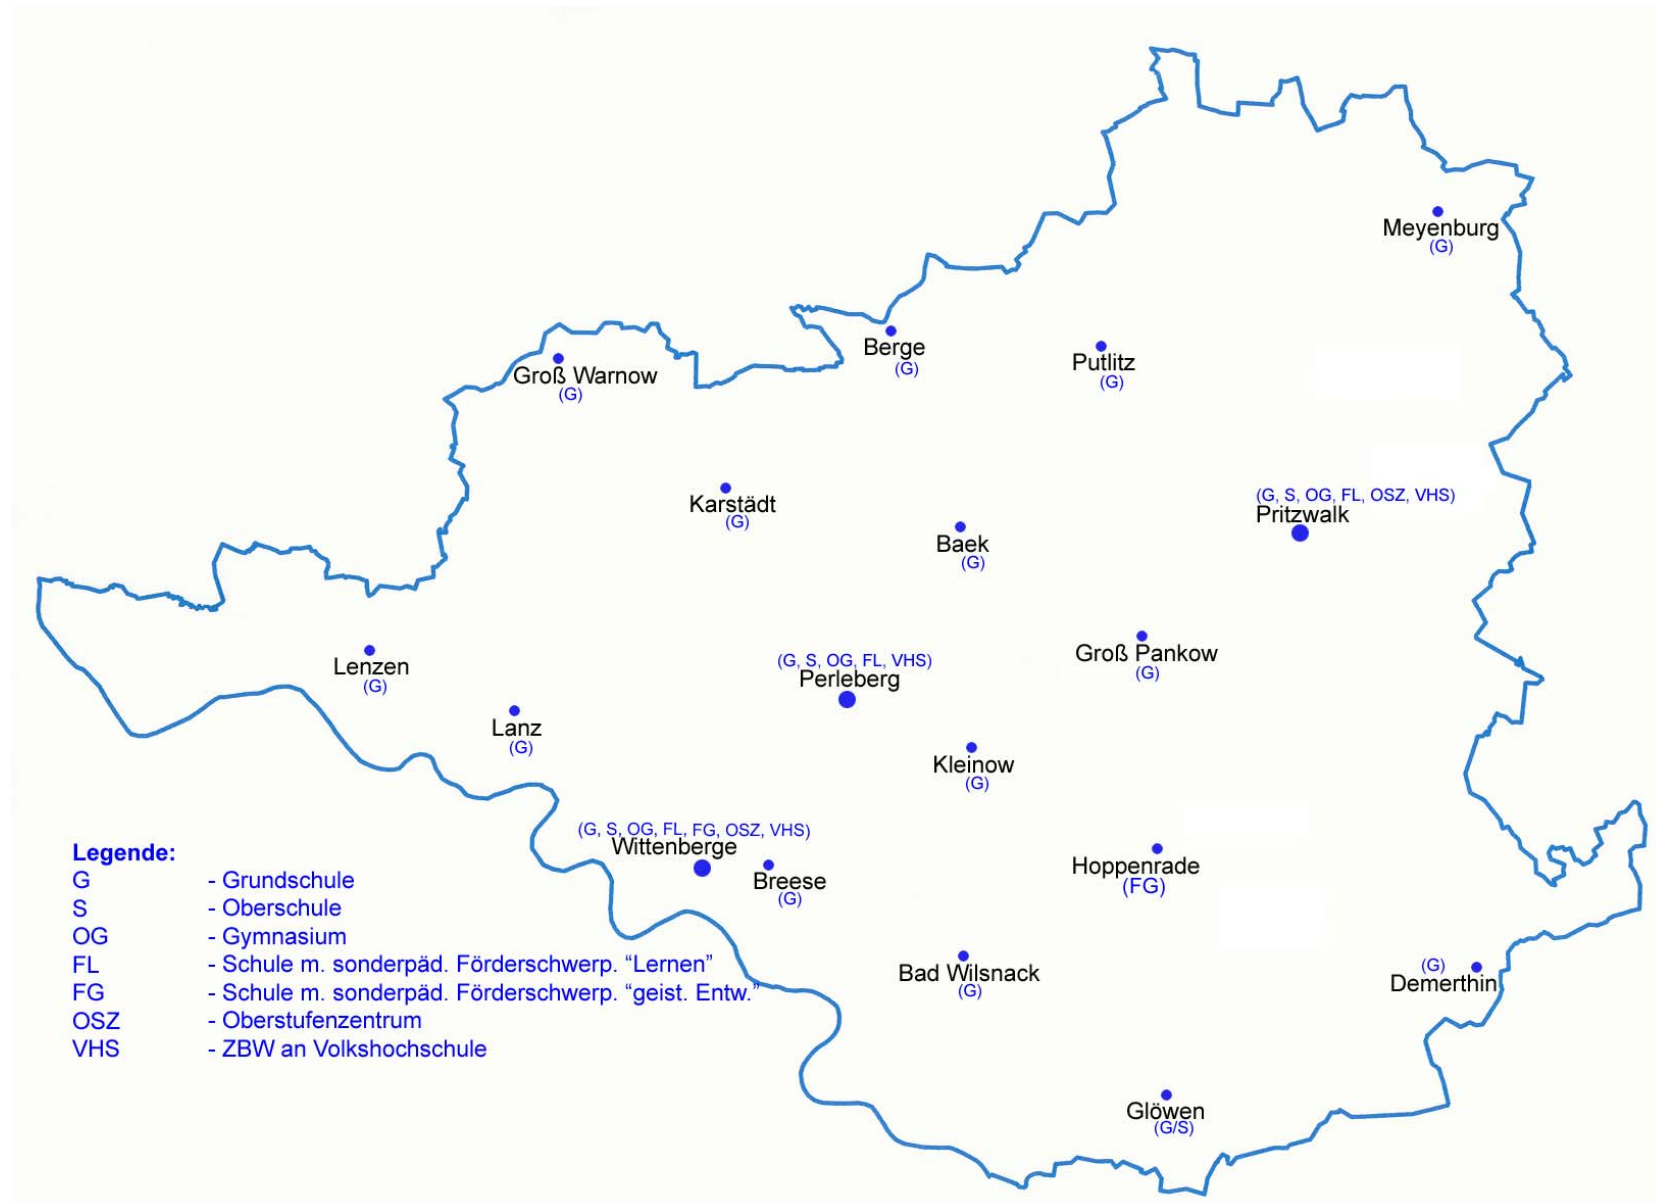 Meyenburg
(G)
Berge
(G)
Putlitz
(G)
Groß Warnow
(G)
Karstädt
(G)
(G, S, OG, FL, OSZ, VHS)
Pritzwalk
Baek
(G)
Groß Pankow
(G)
Lenzen
(G)
(G, S, OG, FL, VHS)
Perleberg
Lanz
(G)
Kleinow
(G)
(G, S, OG, FL, FG, OSZ, VHS)
Wittenberge
Breese
(G)
Hoppenrade
(FG)
Bad Wilsnack
(G)
(G)
Demerthin
Glöwen
(G/S)
Legende:
G - Grundschule
S - Oberschule
OG - Gymnasium
FL - Schule m. sonderpäd. Förderschwerp. “Lernen”
FG - Schule m. sonderpäd. Förderschwerp. “geist. Entw.”
OSZ - Oberstufenzentrum
VHS - ZBW an Volkshochschule